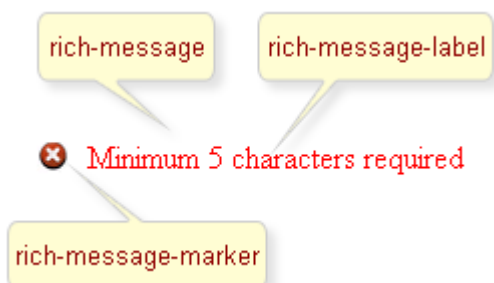 rich-message
rich-message-label
Minimum 5 characters required
rich-message-marker